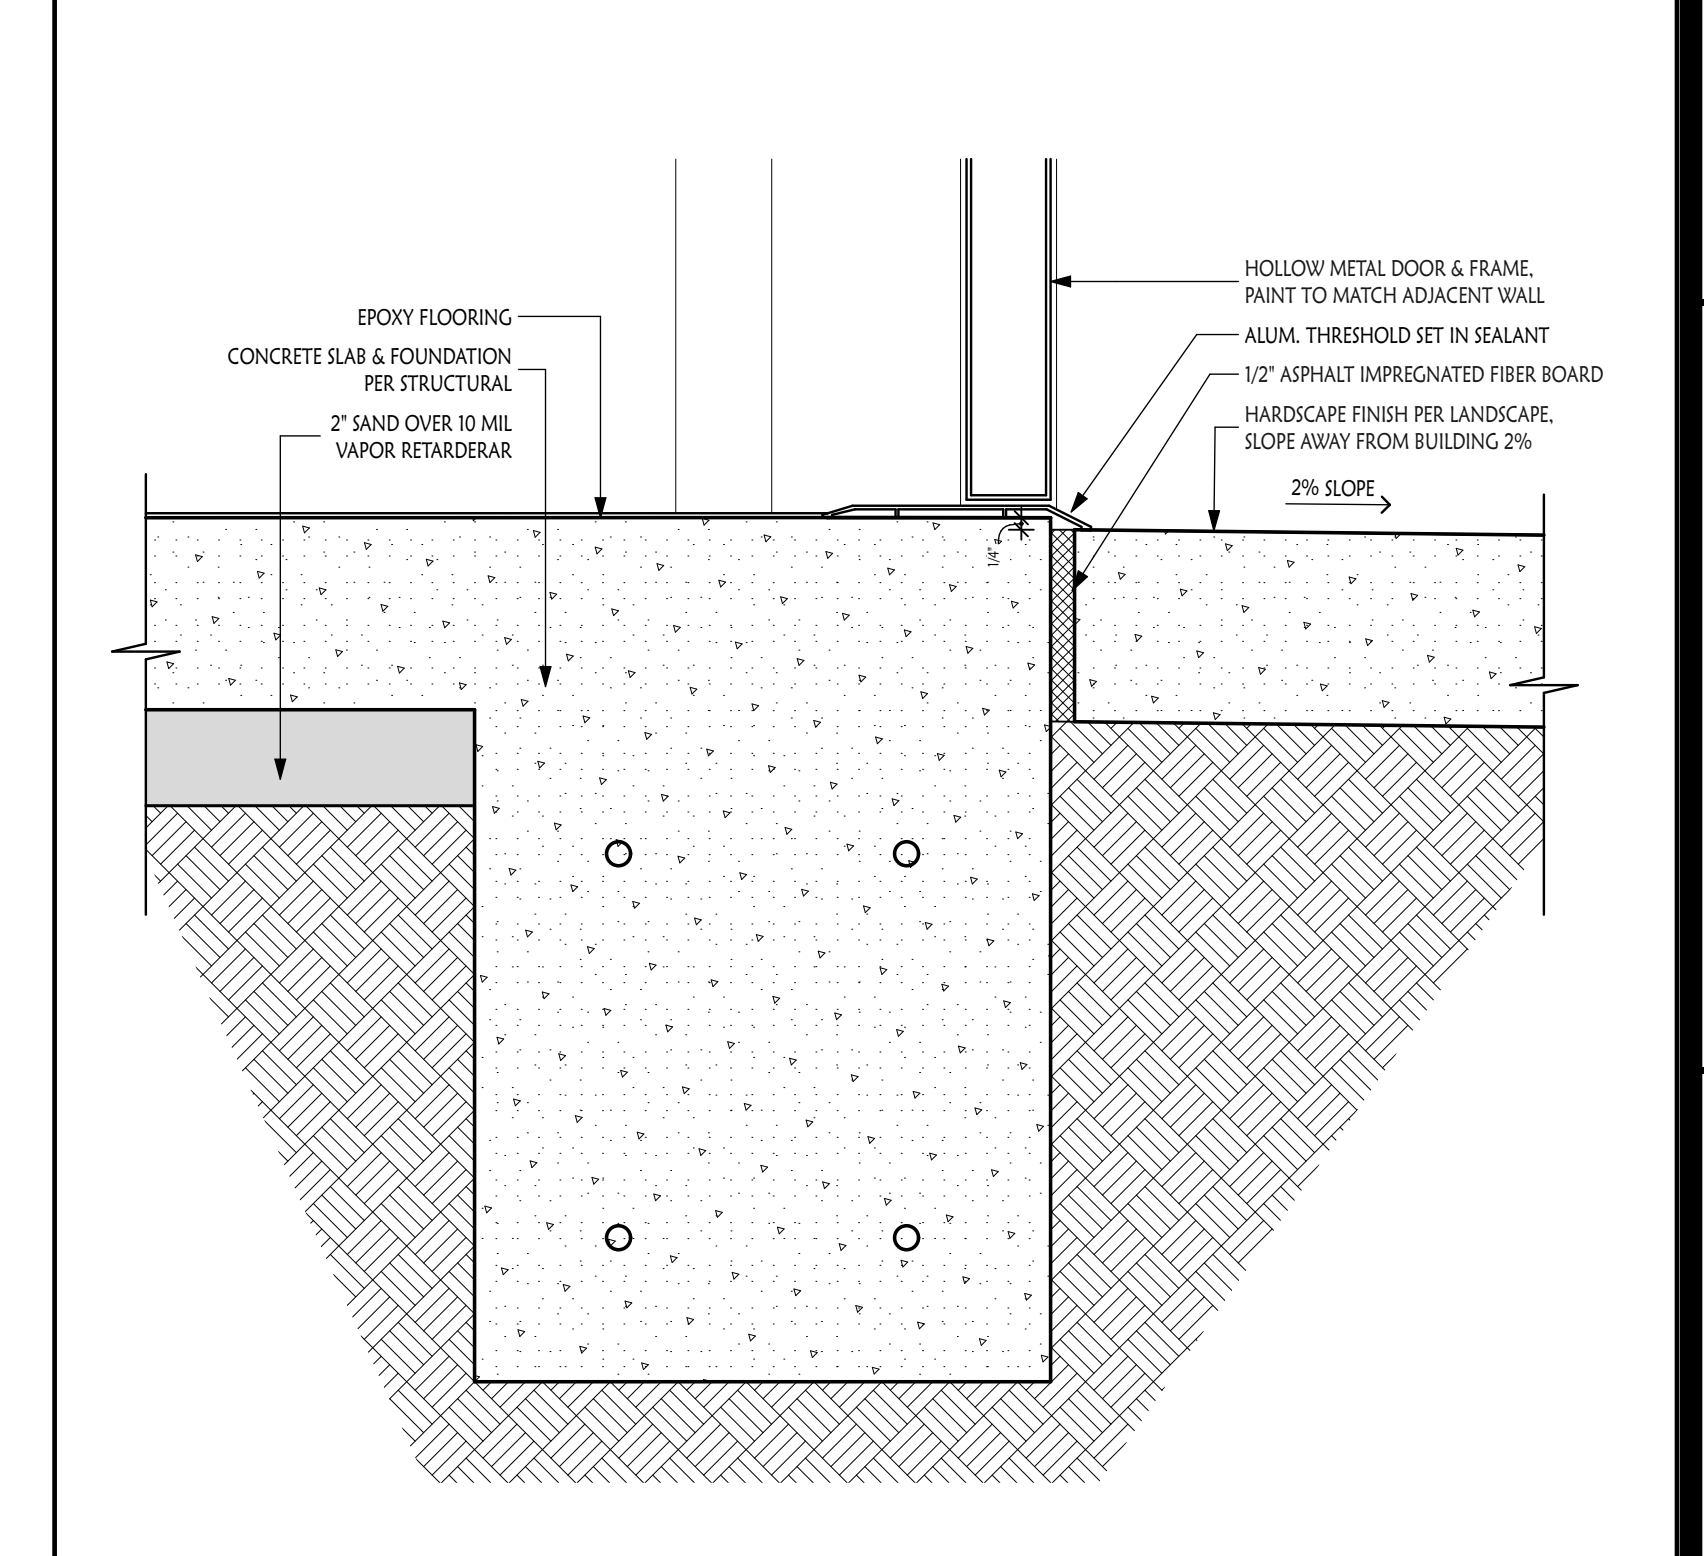 EPOXY FLOORING
CONCRETE SLAB & FOUNDATION
PER STRUCTURAL
2" SAND OVER 10 MIL
VAPOR RETARDERAR
HOLLOW METAL DOOR & FRAME,
PAINT TO MATCH ADJACENT WALL
ALUM. THRESHOLD SET IN SEALANT
1/2" ASPHALT IMPREGNATED FIBER BOARD
HARDSCAPE FINISH PER LANDSCAPE,
SLOPE AWAY FROM BUILDING 2%
2% SLOPE
1/4"